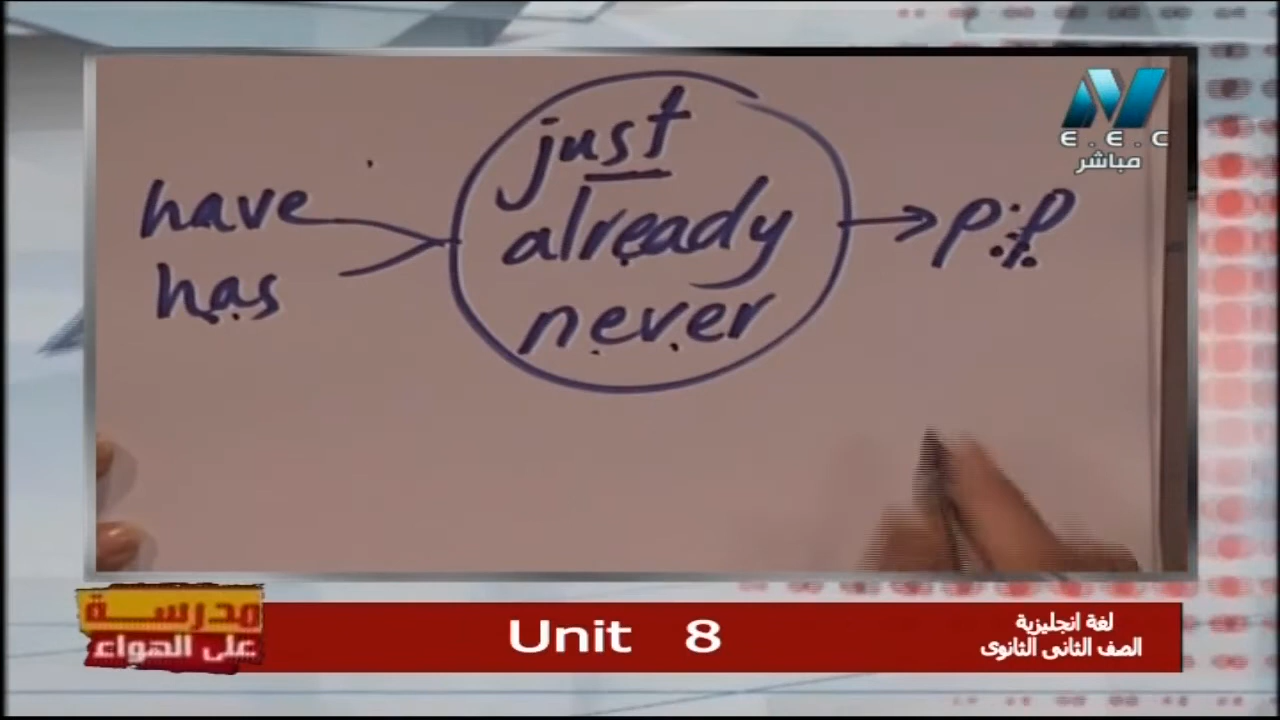 just
have already p.p
has never
E.E.C
مباشر
مدرسة
على الهواء
Unit 8
لغة انجليزية
الصف الثانى الثانوى